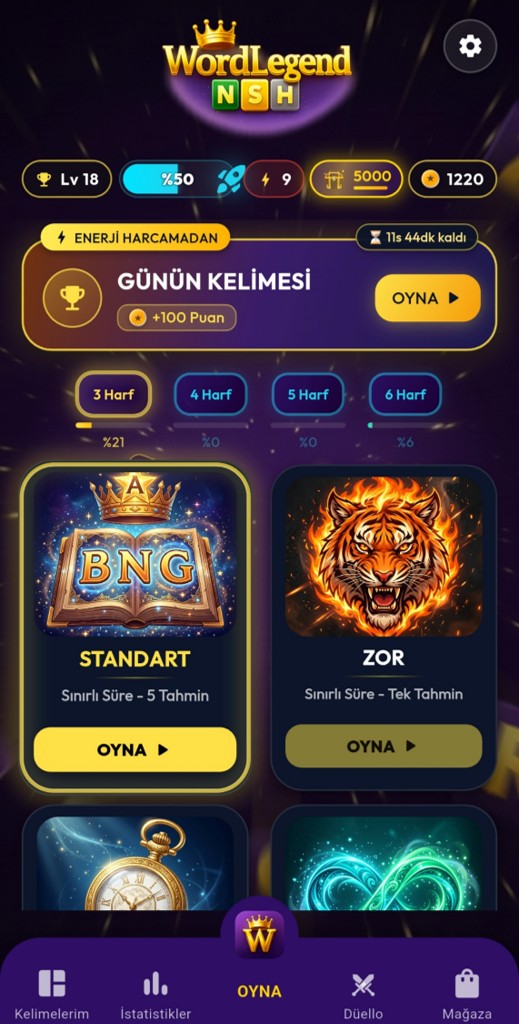 WordLegend
NSH
Lv 18
%50
9
5000
1220
ENERJİ HARCAMADAN
11s 44dk kaldı
GÜNÜN KELİMESİ
+100 Puan
OYNA
3 Harf
4 Harf
5 Harf
6 Harf
%21
%0
%0
%6
A
BNG
STANDART
Sınırlı Süre - 5 Tahmin
OYNA
ZOR
Sınırlı Süre - Tek Tahmin
OYNA
W
Kelimelerim
İstatistikler
OYNA
Düello
Mağaza